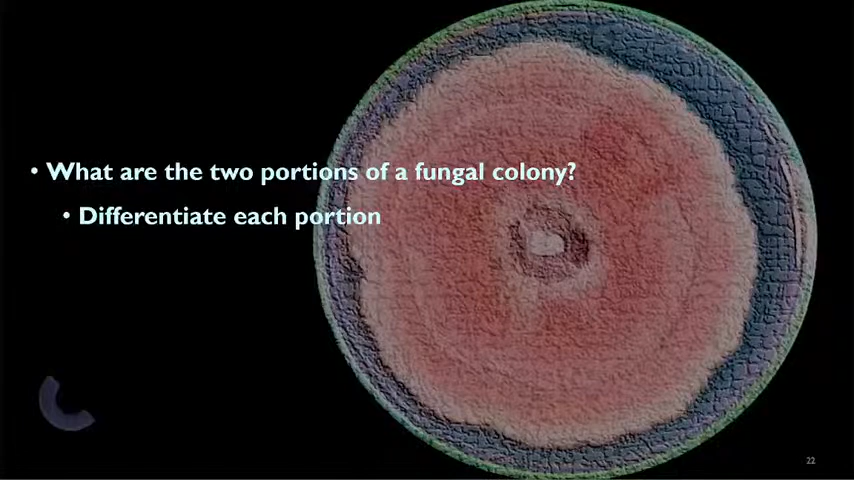 • What are the two portions of a fungal colony?
• Differentiate each portion
22